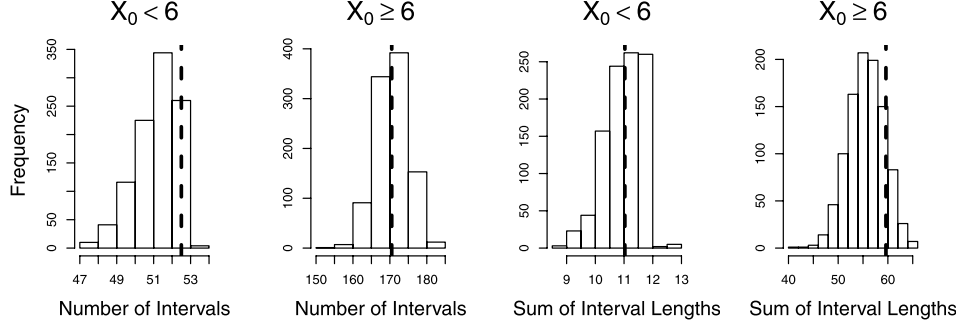 X₀ < 6
Frequency
0 50 150 250 350
47 49 51 53
Number of Intervals
X₀ ≥ 6
0 100 200 300 400
150 160 170 180
Number of Intervals
X₀ < 6
0 50 100 150 200 250
9 10 11 12 13
Sum of Interval Lengths
X₀ ≥ 6
0 50 100 150 200
40 50 60
Sum of Interval Lengths